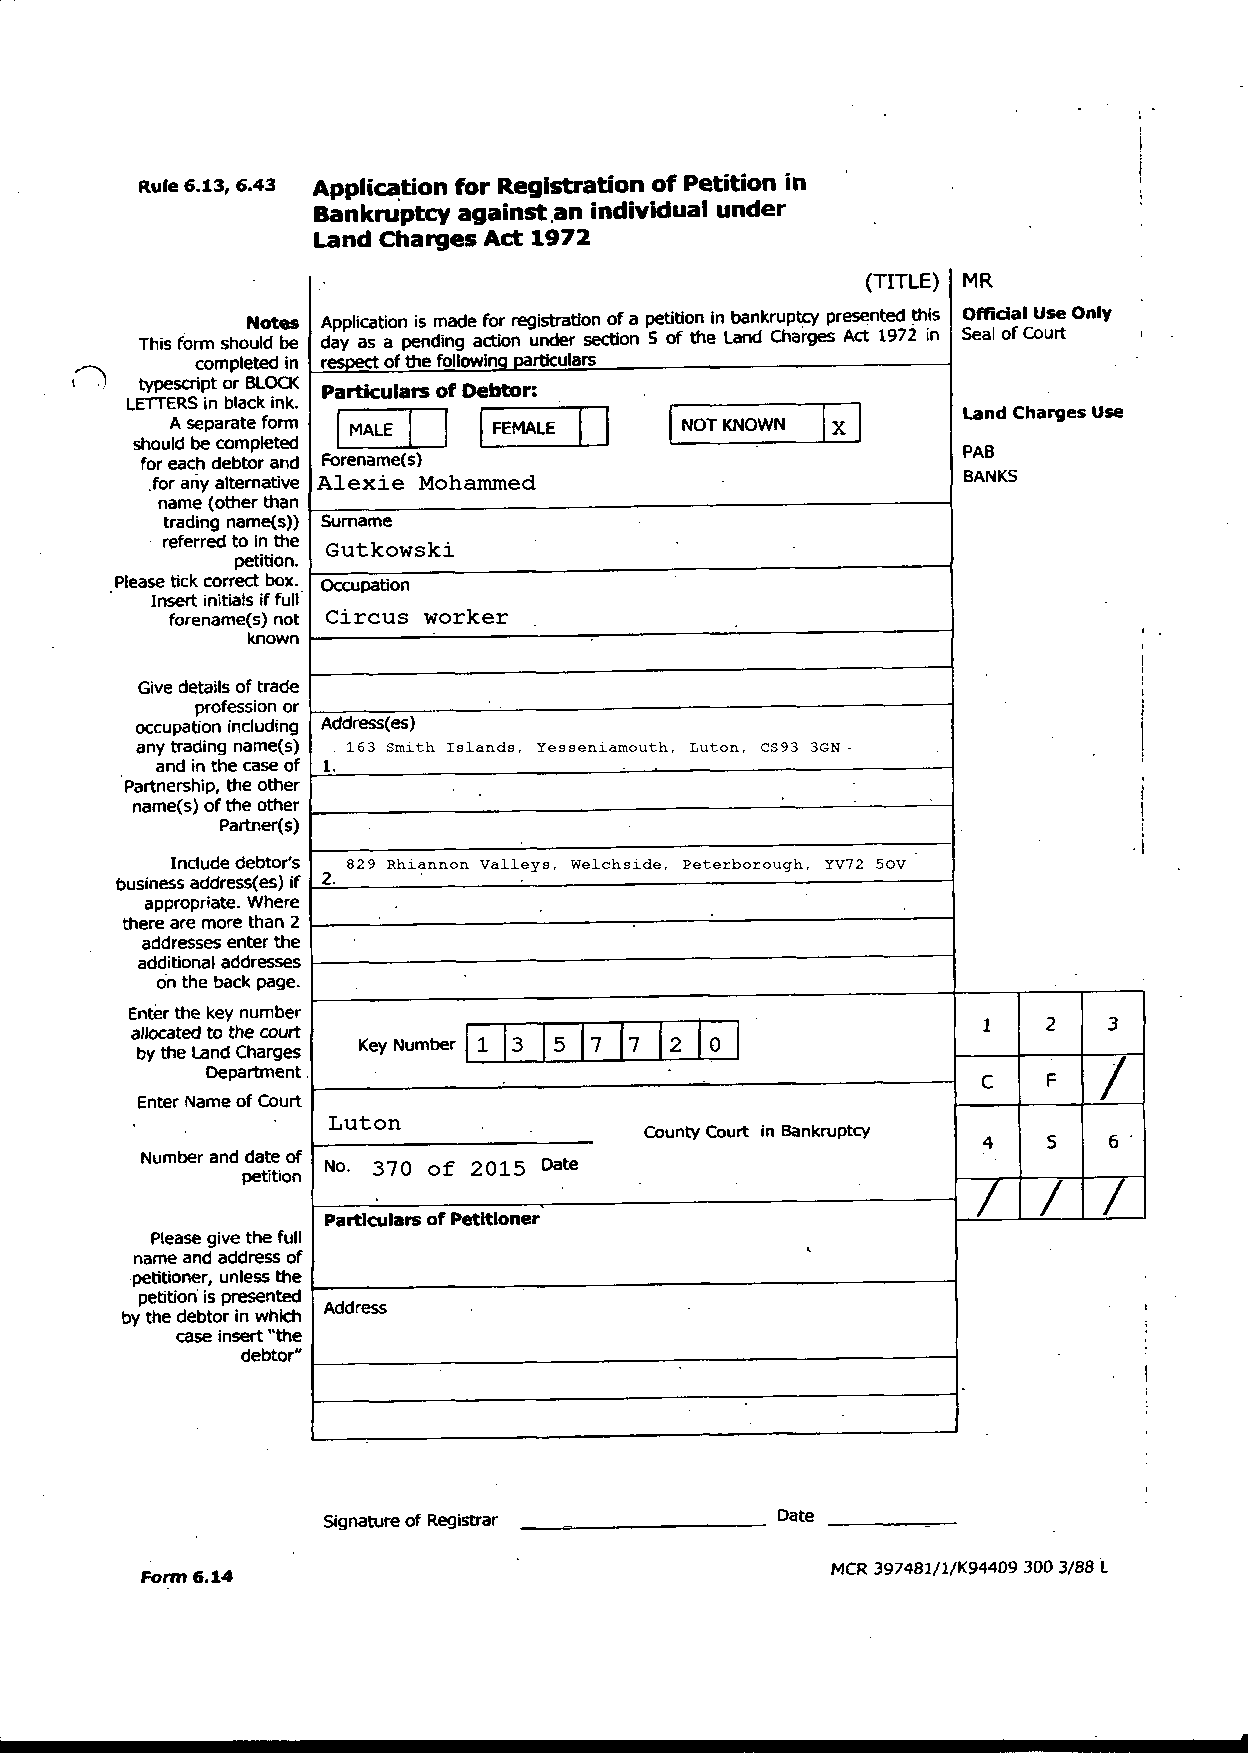 Rule 6.13, 6.43
Application for Registration of Petition in
Bankruptcy against an individual under
Land Charges Act 1972
(TITLE) MR
Notes
This form should be
completed in
typescript or BLOCK
LETTERS in black ink.
A separate form
should be completed
for each debtor and
for any alternative
name (other than
trading name(s))
referred to in the
petition.
Please tick correct box.
Insert initials if full
forename(s) not
known
Give details of trade
profession or
occupation including
any trading name(s)
and in the case of
Partnership, the other
name(s) of the other
Partner(s)
Include debtor's
business address(es) if
appropriate. Where
there are more than 2
addresses enter the
additional addresses
on the back page.
Enter the key number
allocated to the court
by the Land Charges
Department
Enter Name of Court
Number and date of
petition
Please give the full
name and address of
petitioner, unless the
petition is presented
by the debtor in which
case insert "the
debtor"
Application is made for registration of a petition in bankruptcy presented this
day as a pending action under section 5 of the Land Charges Act 1972 in
respect of the following particulars
Particulars of Debtor:
MALE FEMALE NOT KNOWN X
Forename(s)
Alexie Mohammed
Surname
Gutkowski
Occupation
Circus worker
Address(es)
163 Smith Islands, Yesseniamouth, Luton, CS93 3GN
1.
829 Rhiannon Valleys, Welchside, Peterborough, YV72 5OV
2.
Key Number 1 3 5 7 7 2 0
Luton
County Court in Bankruptcy
No. 370 of 2015 Date
Particulars of Petitioner
Address
Official Use Only
Seal of Court
Land Charges Use
PAB
BANKS
1 2 3
C F /
4 5 6
/ / /
Signature of Registrar
Date
Form 6.14
MCR 397481/1/K94409 300 3/88 L